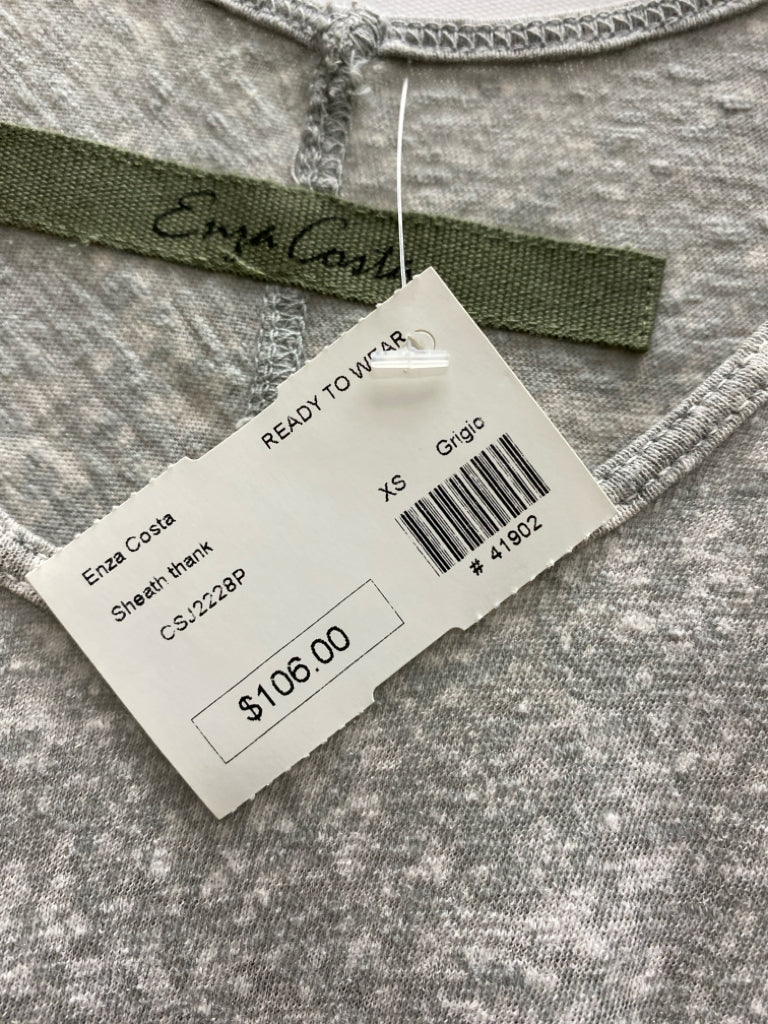 Enza Costa
READY TO WEAR
XS Grigio
# 41902
Enza Costa
Sheath thank
CSJ2228P
$106.00